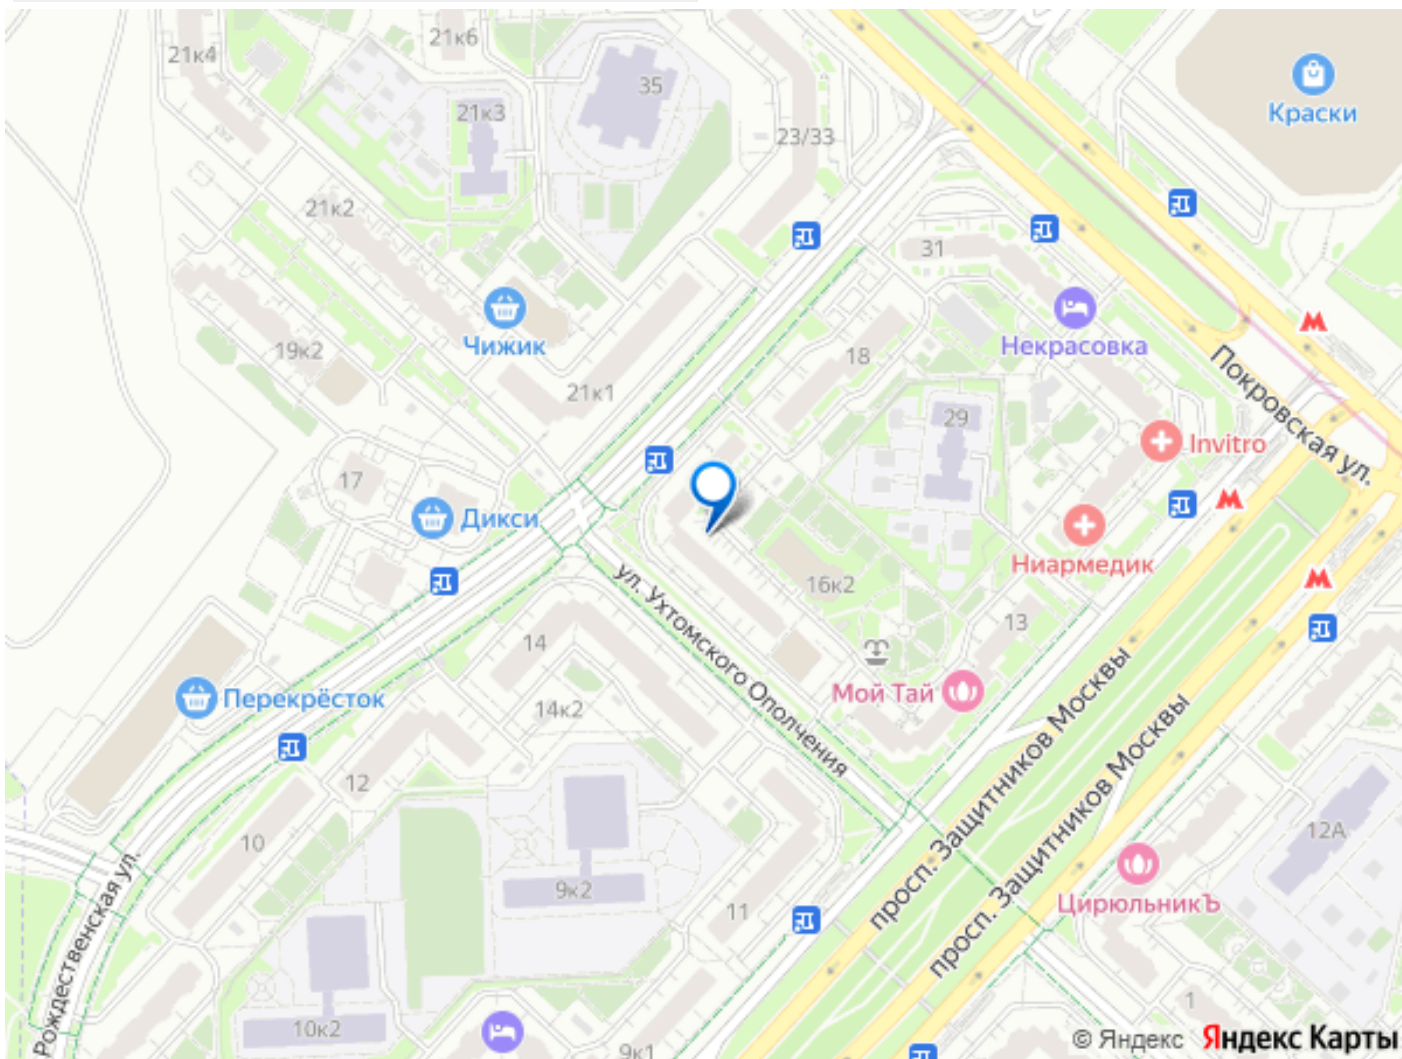 21к4
21к6
35
21к3
23/33
Краски
21к2
31
Чижик
Некрасовка
19к2
18
21к1
Покровская ул.
29
Invitro
17
Дикси
Ниармедик
16к2
ул. Ухтомского Ополчения
13
14
Мой Тай
Перекрёсток
14к2
12
просп. Защитников Москвы
просп. Защитников Москвы
10
12А
9к2
11
ЦирюльникЪ
Рождественская ул.
10к2
1
9к1
© Яндекс Яндекс Карты